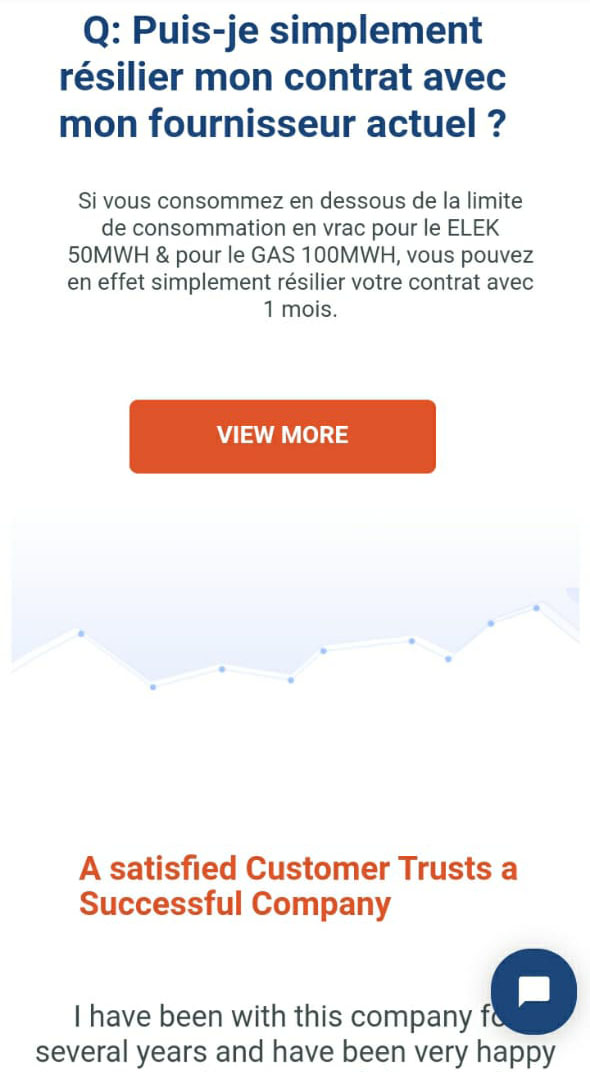 Q: Puis-je simplement
résilier mon contrat avec
mon fournisseur actuel ?
Si vous consommez en dessous de la limite
de consommation en vrac pour le ELEK
50MWH & pour le GAS 100MWH, vous pouvez
en effet simplement résilier votre contrat avec
1 mois.
VIEW MORE
A satisfied Customer Trusts a
Successful Company
I have been with this company
several years and have been very happy